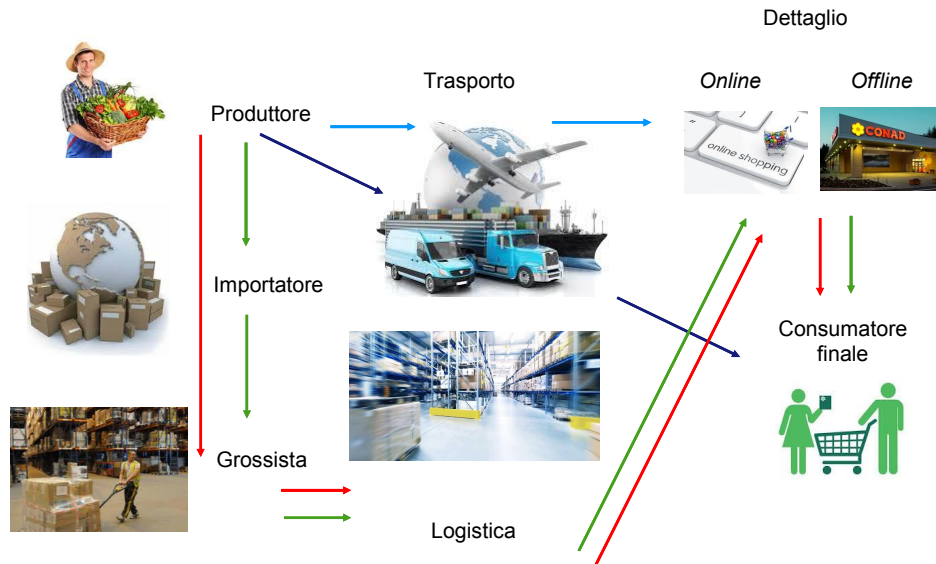 Dettaglio
Trasporto
Online
Offline
Produttore
CONAD
online shopping
Importatore
Consumatore
finale
Grossista
Logistica